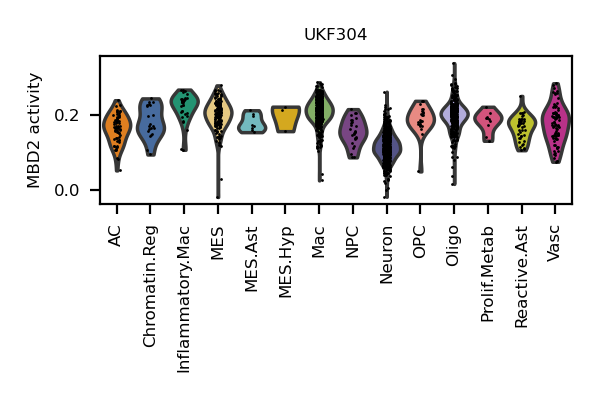 UKF304
MBD2 activity
0.2
0.0
AC
Chromatin.Reg
Inflammatory.Mac
MES
MES.Ast
MES.Hyp
Mac
NPC
Neuron
OPC
Oligo
Prolif.Metab
Reactive.Ast
Vasc